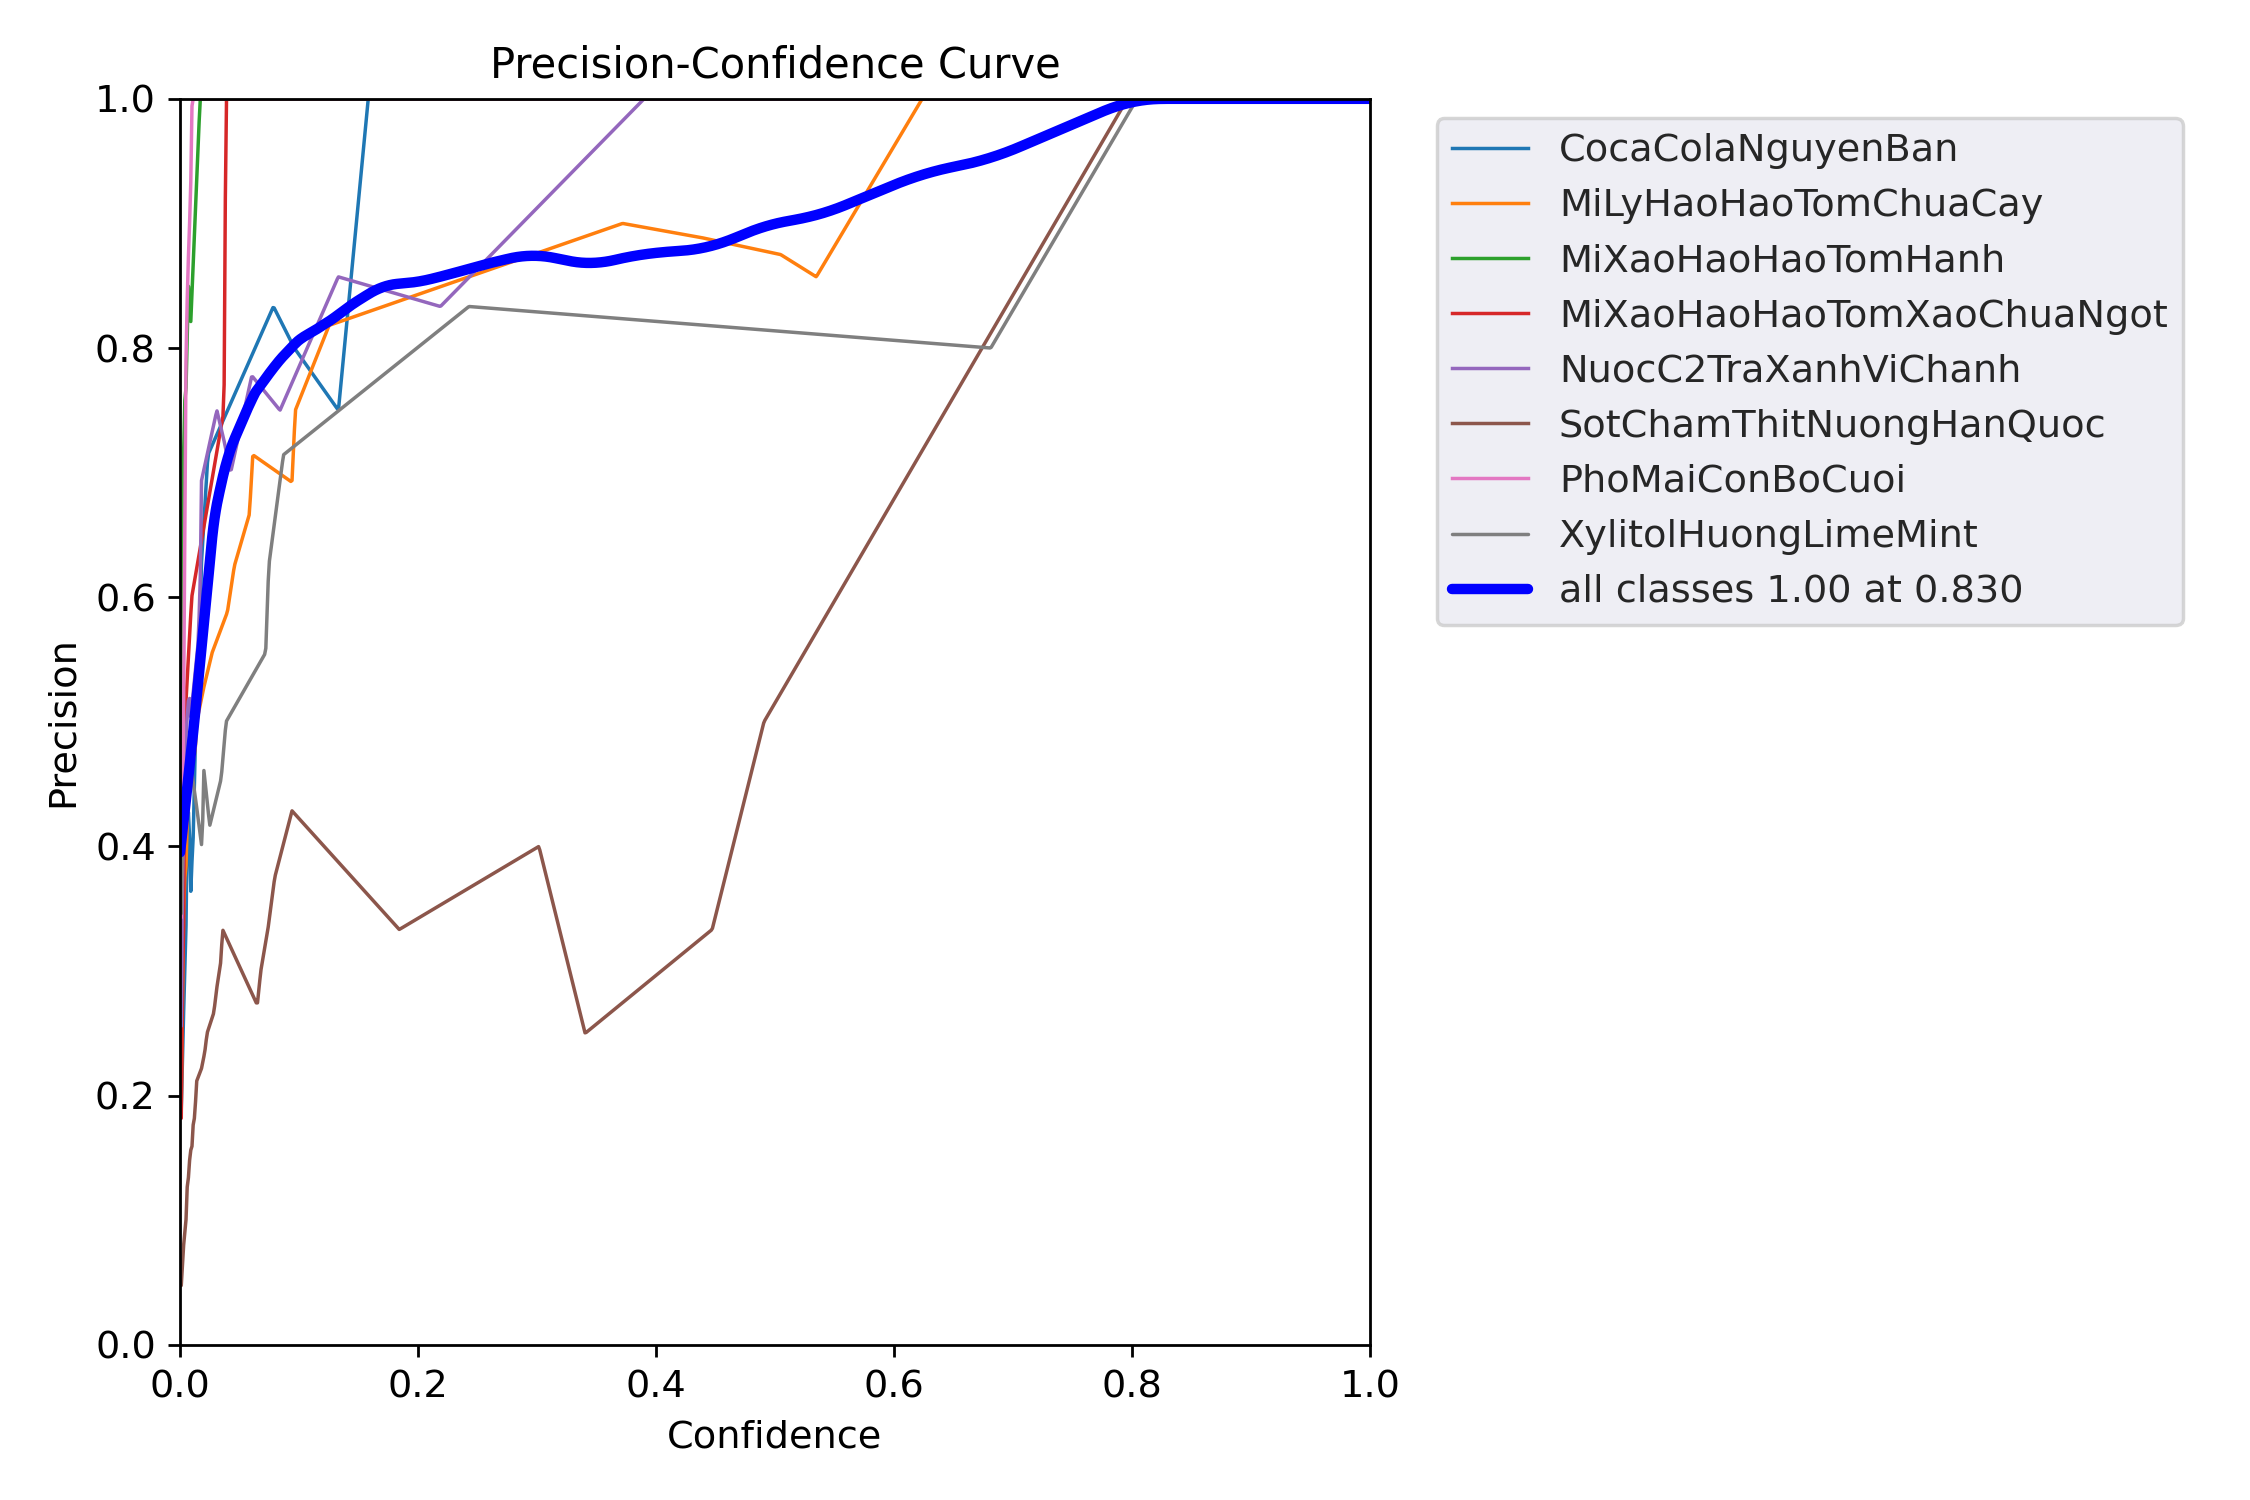 Precision-Confidence Curve
1.0
0.8
0.6
0.4
0.2
0.0
Precision
0.0 0.2 0.4 0.6 0.8 1.0
Confidence
CocaColaNguyenBan
MiLyHaoHaoTomChuaCay
MiXaoHaoHaoTomHanh
MiXaoHaoHaoTomXaoChuaNgot
NuocC2TraXanhViChanh
SotChamThitNuongHanQuoc
PhoMaiConBoCuoi
XylitolHuongLimeMint
all classes 1.00 at 0.830